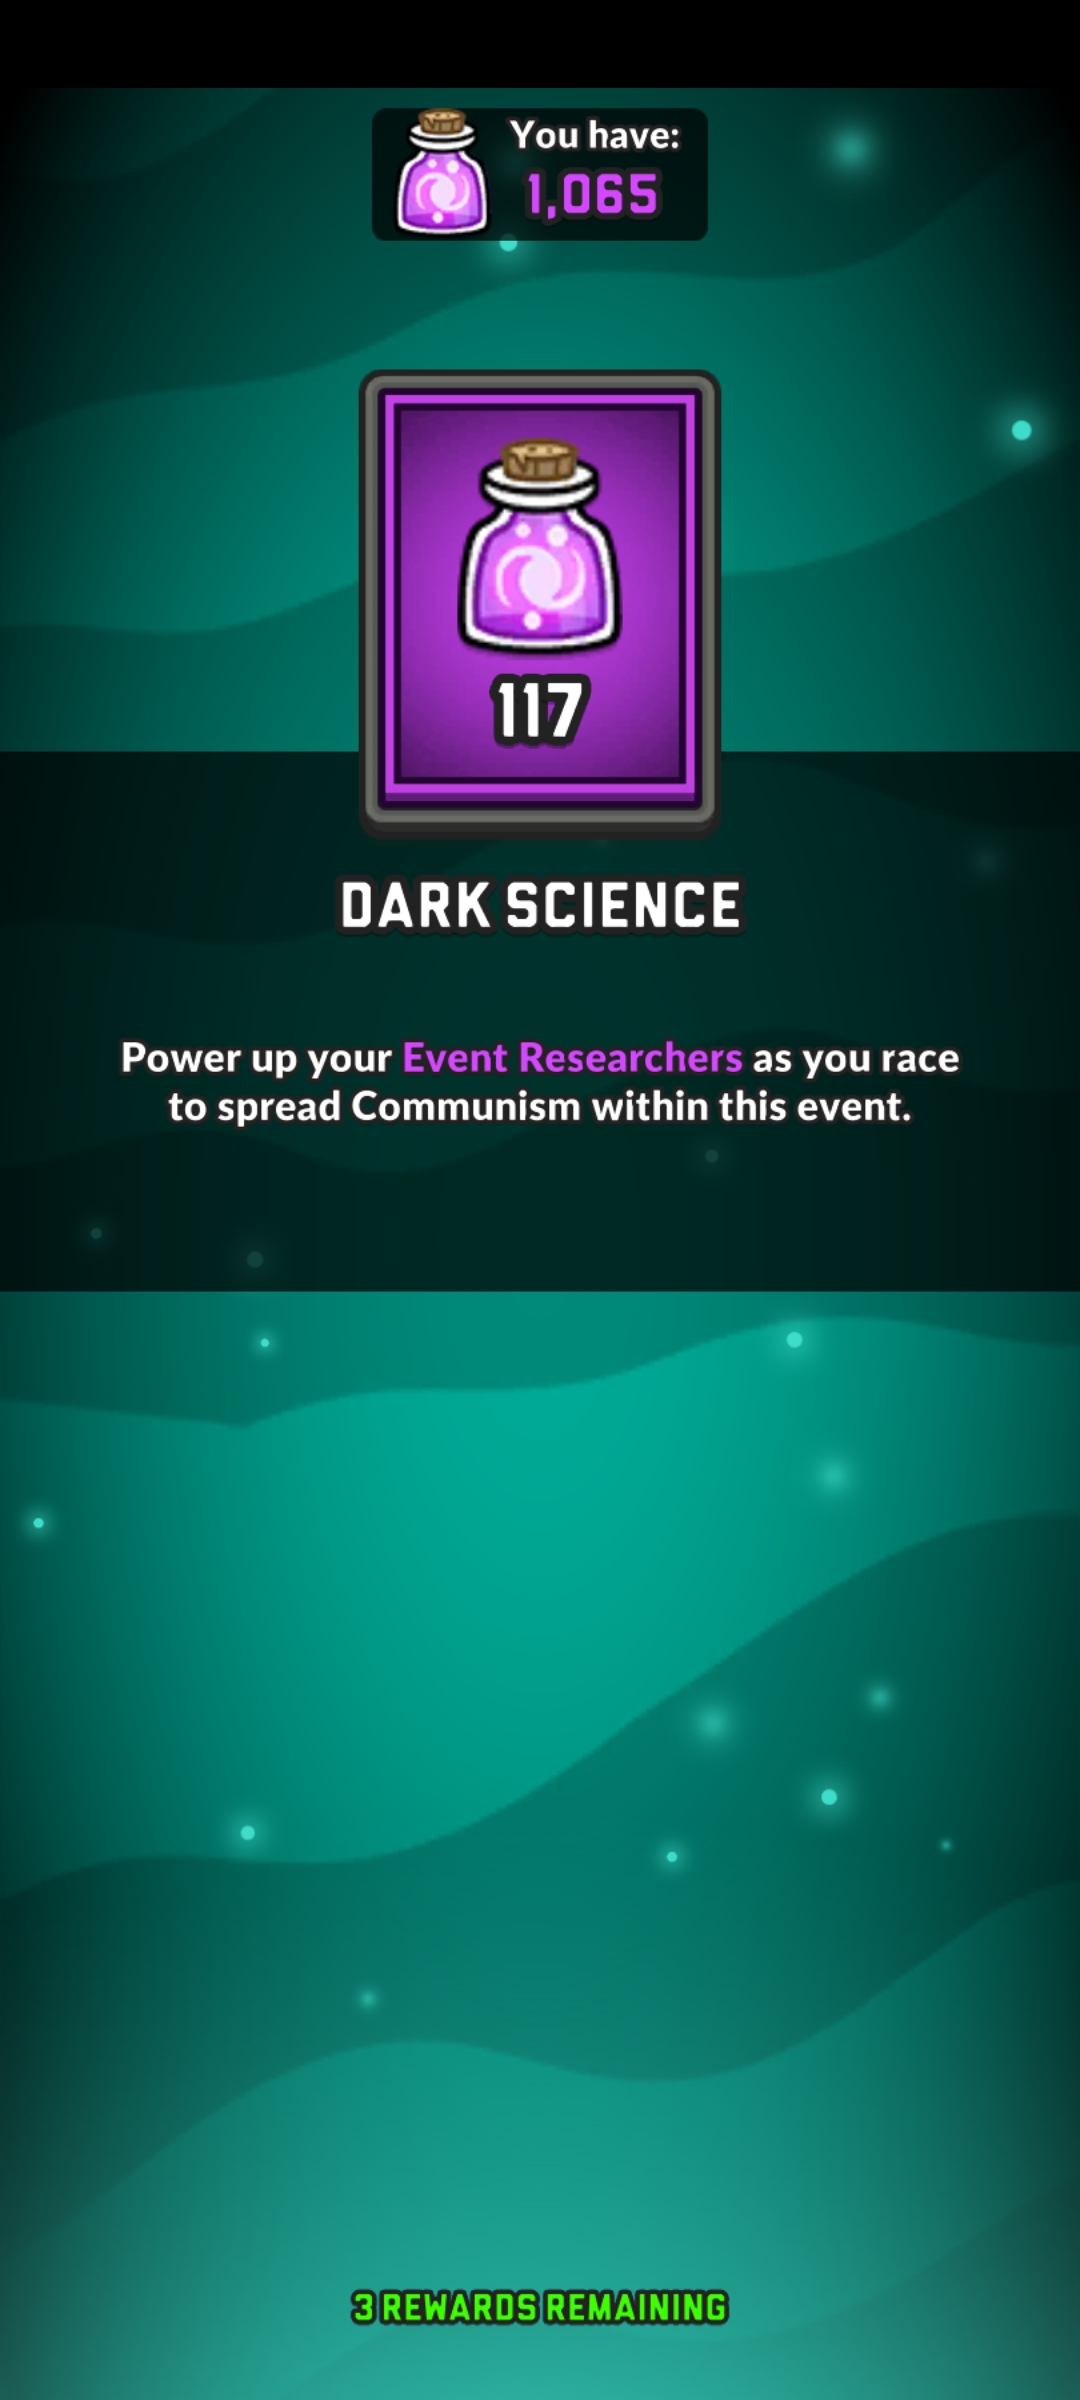 You have:
1,065
117
DARK SCIENCE
Power up your Event Researchers as you race
to spread Communism within this event.
3 REWARDS REMAINING